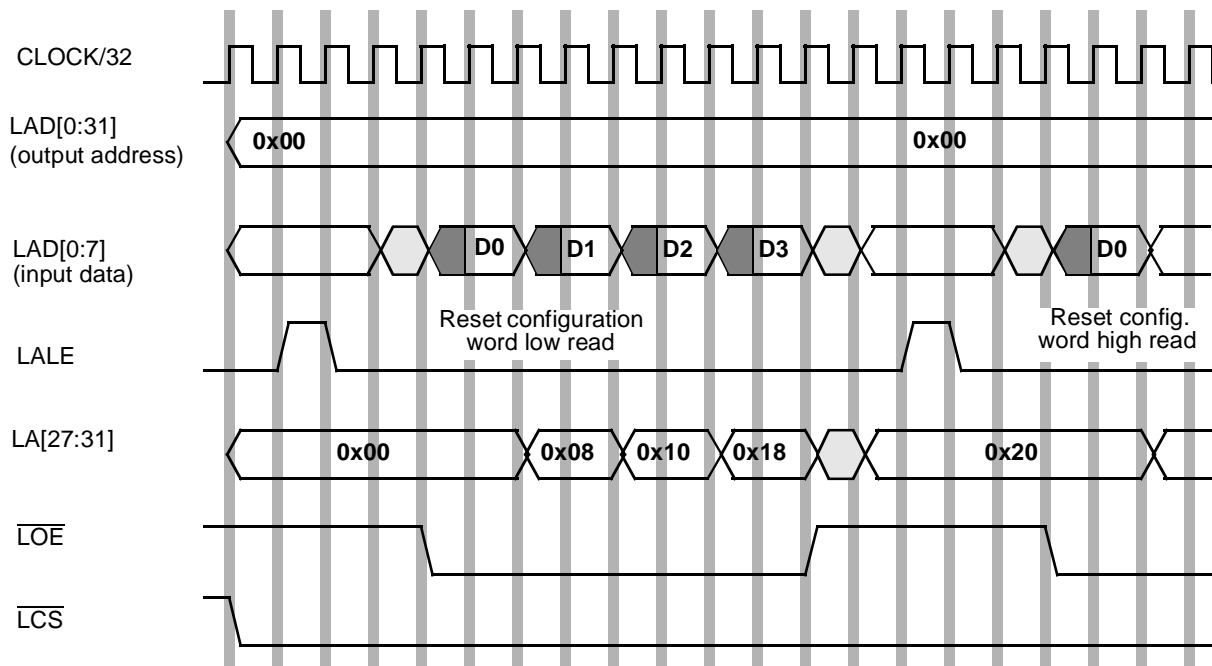 CLOCK/32
LAD[0:31]
(output address)
0x00
0x00
LAD[0:7]
(input data)
D0
D1
D2
D3
D0
Reset configuration
word low read
Reset config.
word high read
LALE
LA[27:31]
0x00
0x08
0x10
0x18
0x20
LOE
LCS